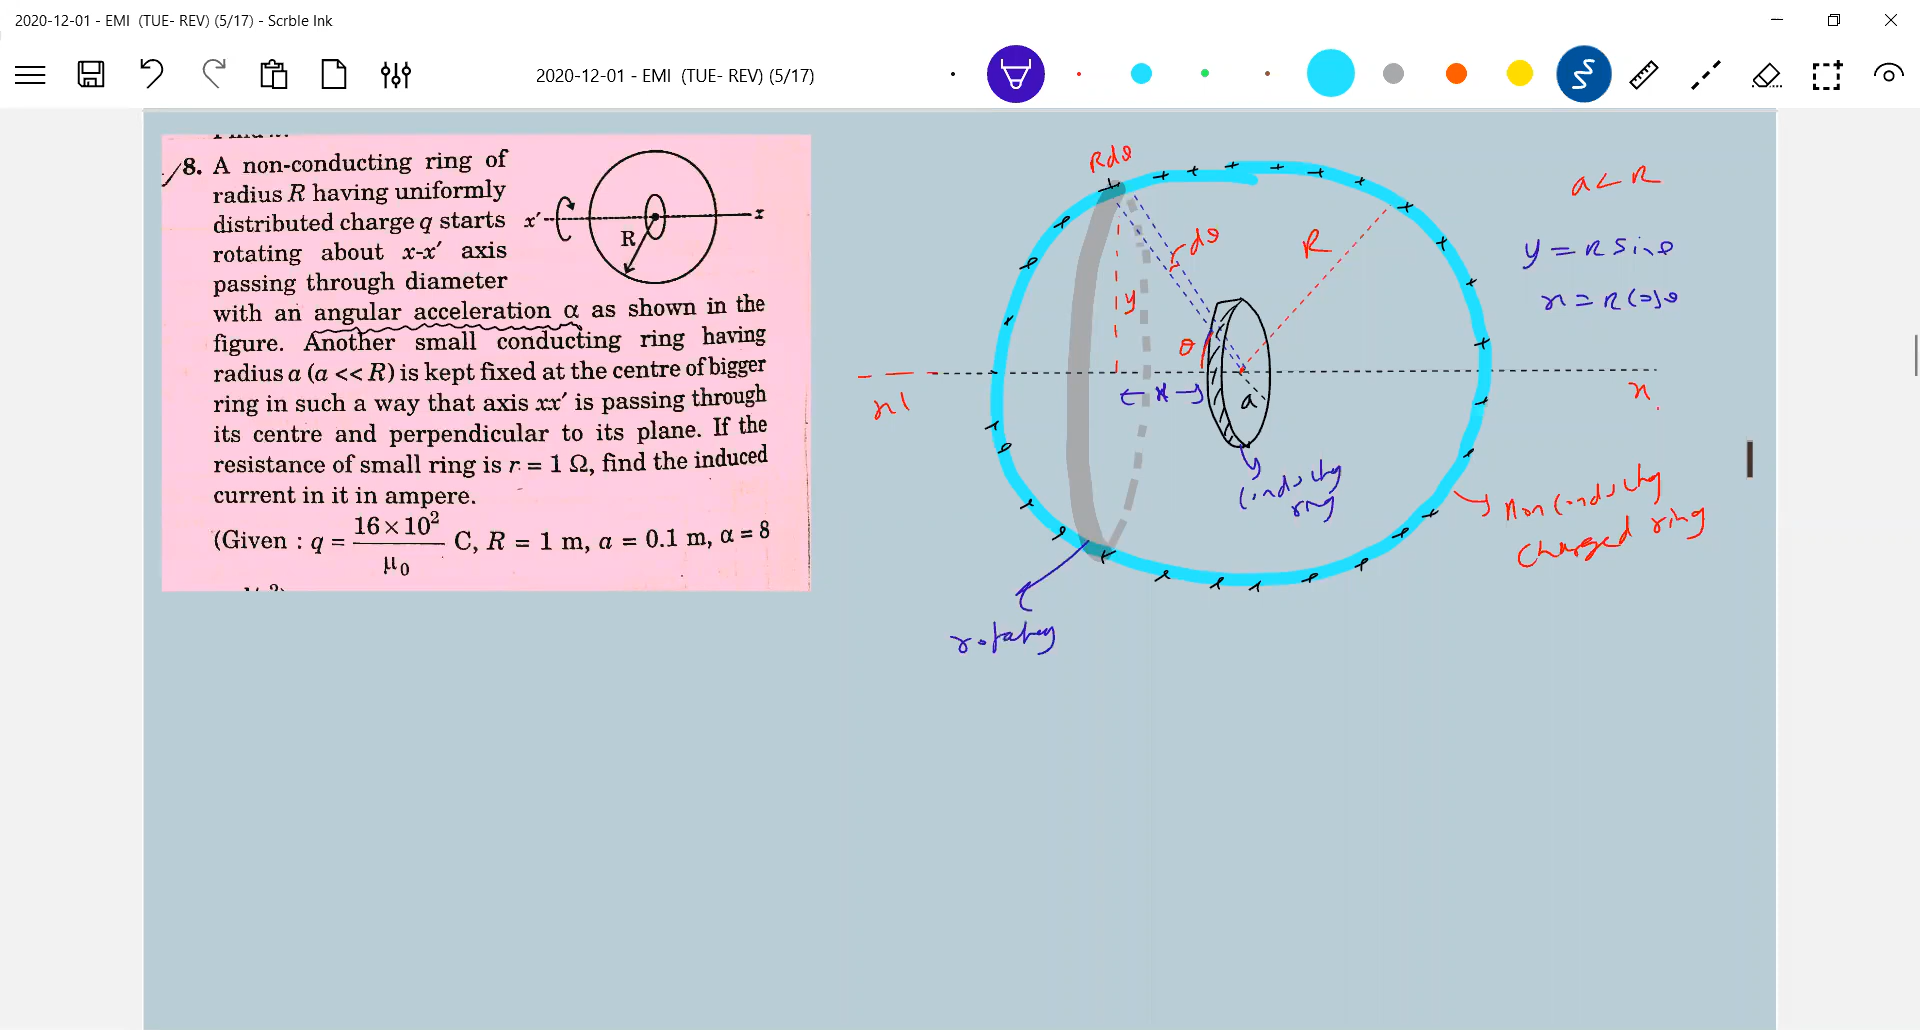 2020-12-01 - EMI (TUE- REV) (5/17) - Scrble Ink
2020-12-01 - EMI (TUE- REV) (5/17)
8. A non-conducting ring of
radius R having uniformly
distributed charge q starts
rotating about x-x′ axis
passing through diameter
with an angular acceleration α as shown in the
figure. Another small conducting ring having
radius a (a << R) is kept fixed at the centre of bigger
ring in such a way that axis xx′ is passing through
its centre and perpendicular to its plane. If the
resistance of small ring is r = 1 Ω, find the induced
current in it in ampere.
(Given : q = 16×10²/μ₀ C, R = 1 m, a = 0.1 m, α = 8
x′
x
R
Rdθ
rdθ
R
y
θ
x
a
x′
x
conducting
ring
Non conducting
charged ring
rotating
a < R
y = R sinθ
x = R cosθ